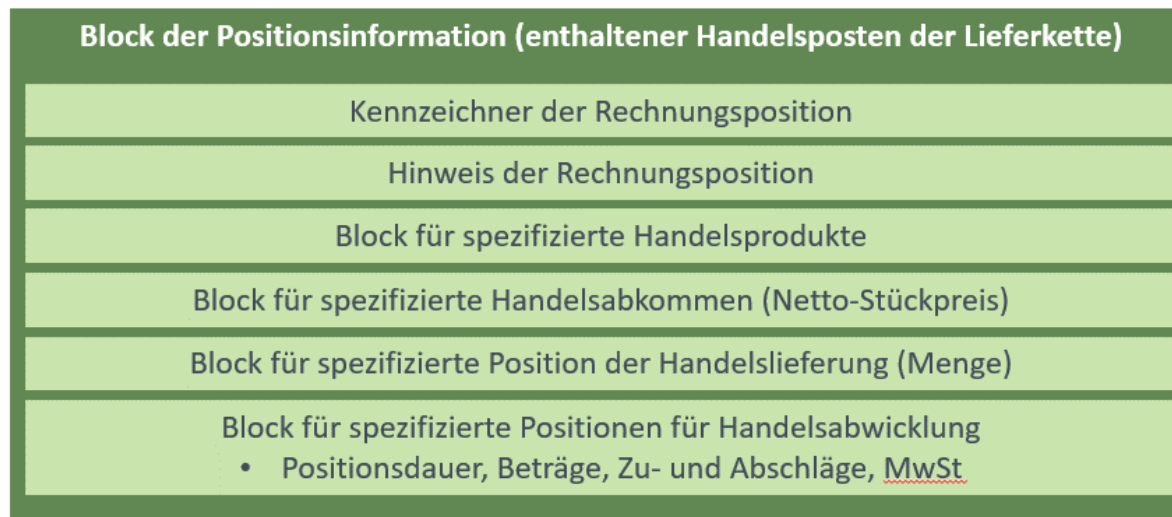 Block der Positionsinformation (enthaltener Handelsposten der Lieferkette)
Kennzeichner der Rechnungsposition
Hinweis der Rechnungsposition
Block für spezifizierte Handelsprodukte
Block für spezifizierte Handelsabkommen (Netto-Stückpreis)
Block für spezifizierte Position der Handelslieferung (Menge)
Block für spezifizierte Positionen für Handelsabwicklung
• Positionsdauer, Beträge, Zu- und Abschläge, MwSt